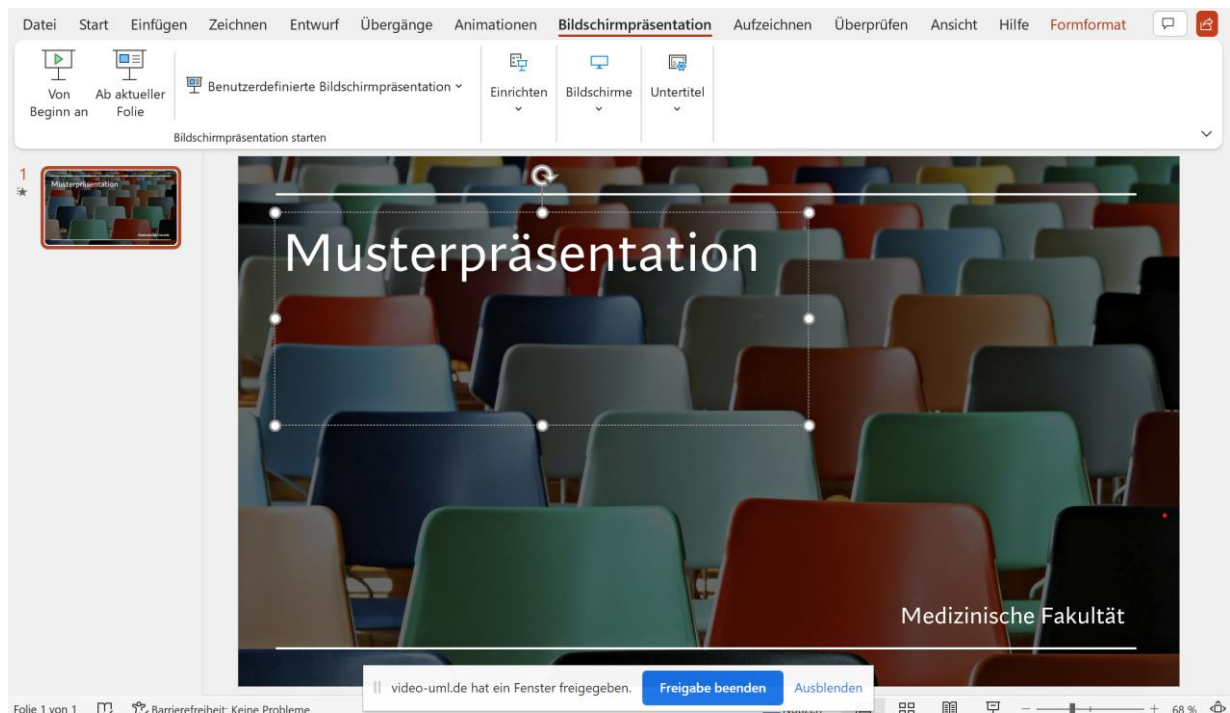 Datei Start Einfügen Zeichnen Entwurf Übergänge Animationen Bildschirmpräsentation Aufzeichnen Überprüfen Ansicht Hilfe Formformat
Von Beginn an
Ab aktueller Folie
Benutzerdefinierte Bildschirmpräsentation
Einrichten
Bildschirme
Untertitel
Bildschirmpräsentation starten
1
Musterpräsentation
Musterpräsentation
Medizinische Fakultät
video-uml.de hat ein Fenster freigegeben. Freigabe beenden Ausblenden
Folie 1 von 1 Barrierefreiheit: Keine Probleme 68 %